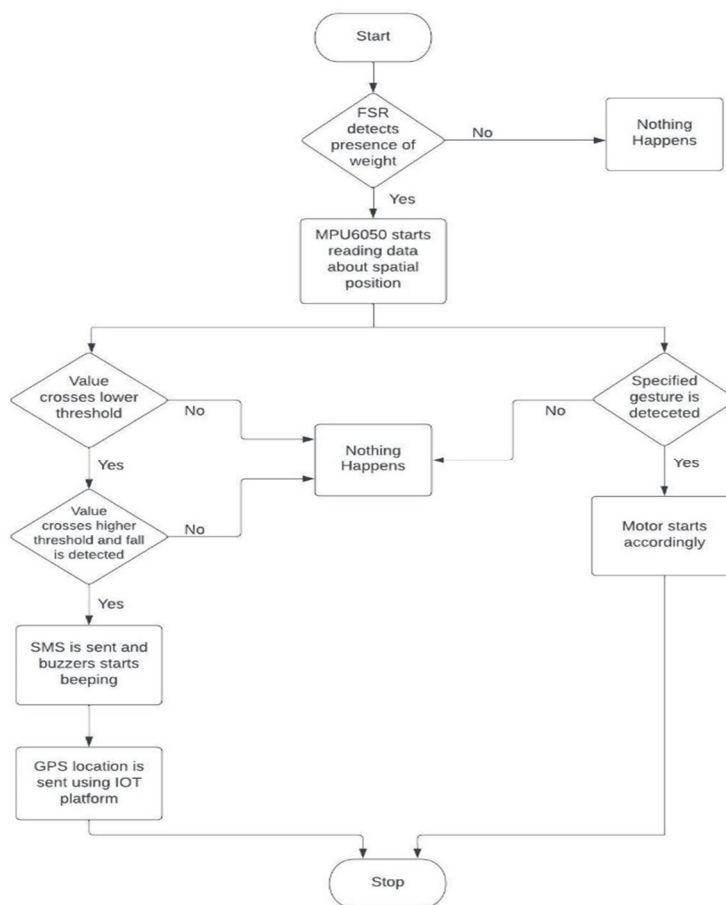 Start
FSR
detects
presence of
weight
No
Nothing
Happens
Yes
MPU6050 starts
reading data
about spatial
position
Value
crosses lower
threshold
No
Specified
gesture is
deteceted
No
Nothing
Happens
Yes
Yes
Value
crosses higher
threshold and fall
is detected
No
Motor starts
accordingly
Yes
SMS is sent and
buzzers starts
beeping
GPS location is
sent using IOT
platform
Stop